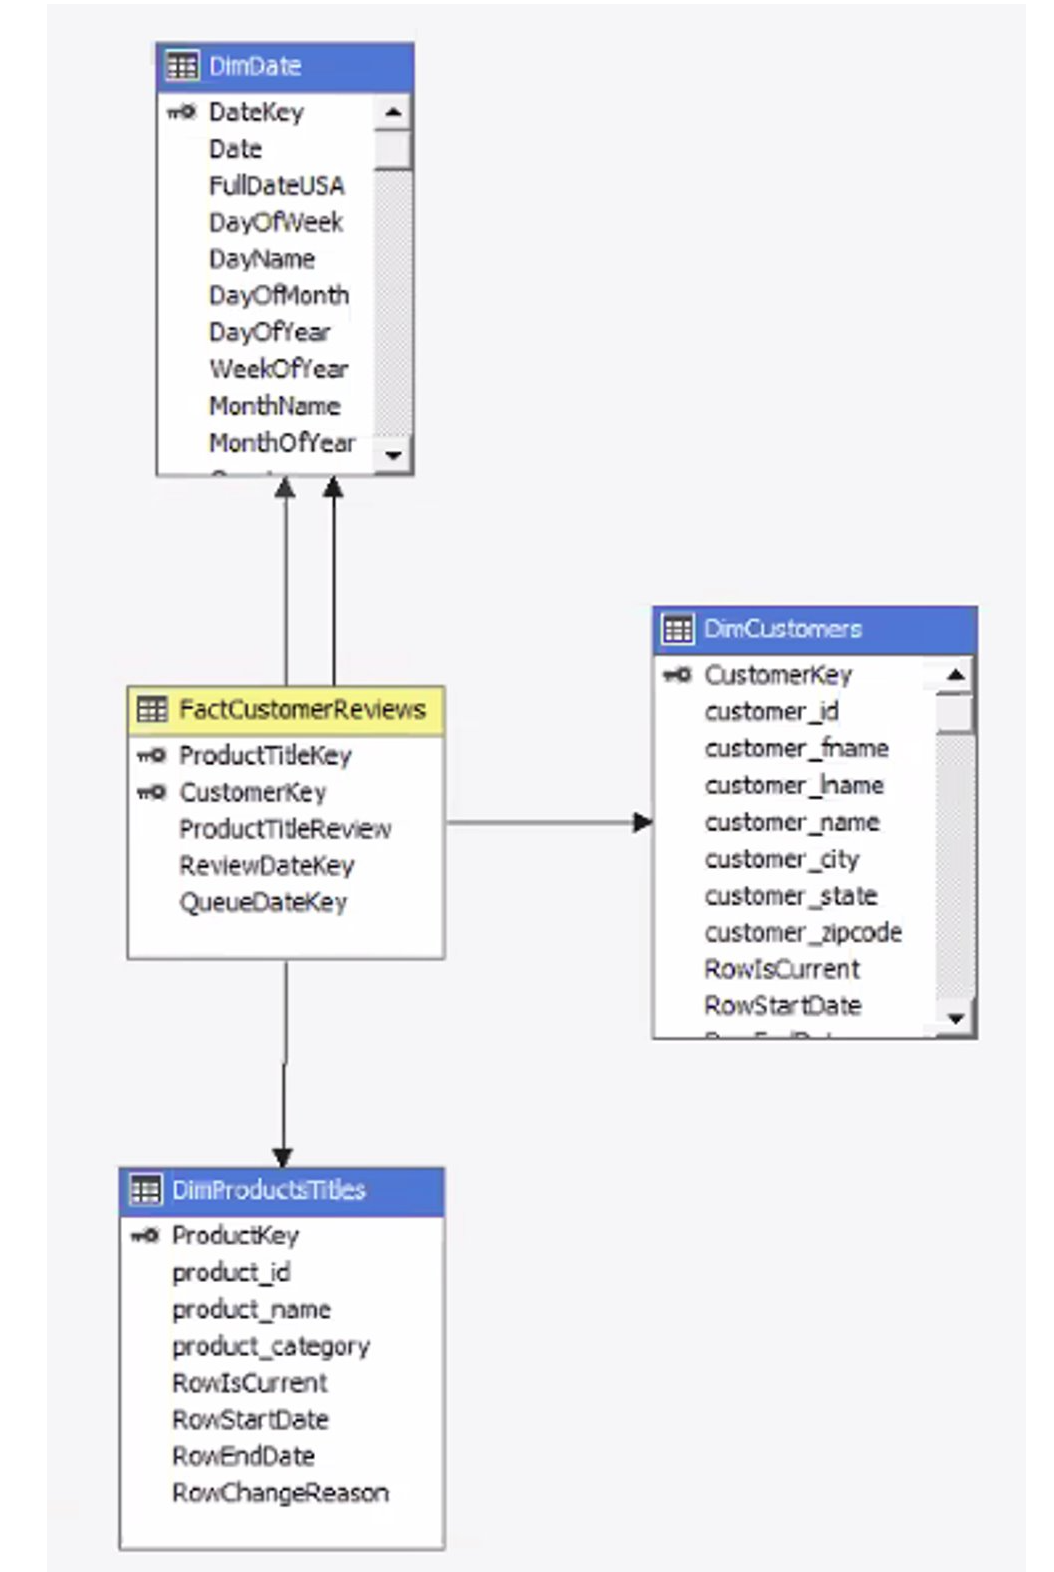 DimDate
DateKey
Date
FullDateUSA
DayOfWeek
DayName
DayOfMonth
DayOfYear
WeekOfYear
MonthName
MonthOfYear
FactCustomerReviews
ProductTitleKey
CustomerKey
ProductTitleReview
ReviewDateKey
QueueDateKey
DimCustomers
CustomerKey
customer_id
customer_fname
customer_lname
customer_name
customer_city
customer_state
customer_zipcode
RowIsCurrent
RowStartDate
DimProductsTitles
ProductKey
product_id
product_name
product_category
RowIsCurrent
RowStartDate
RowEndDate
RowChangeReason